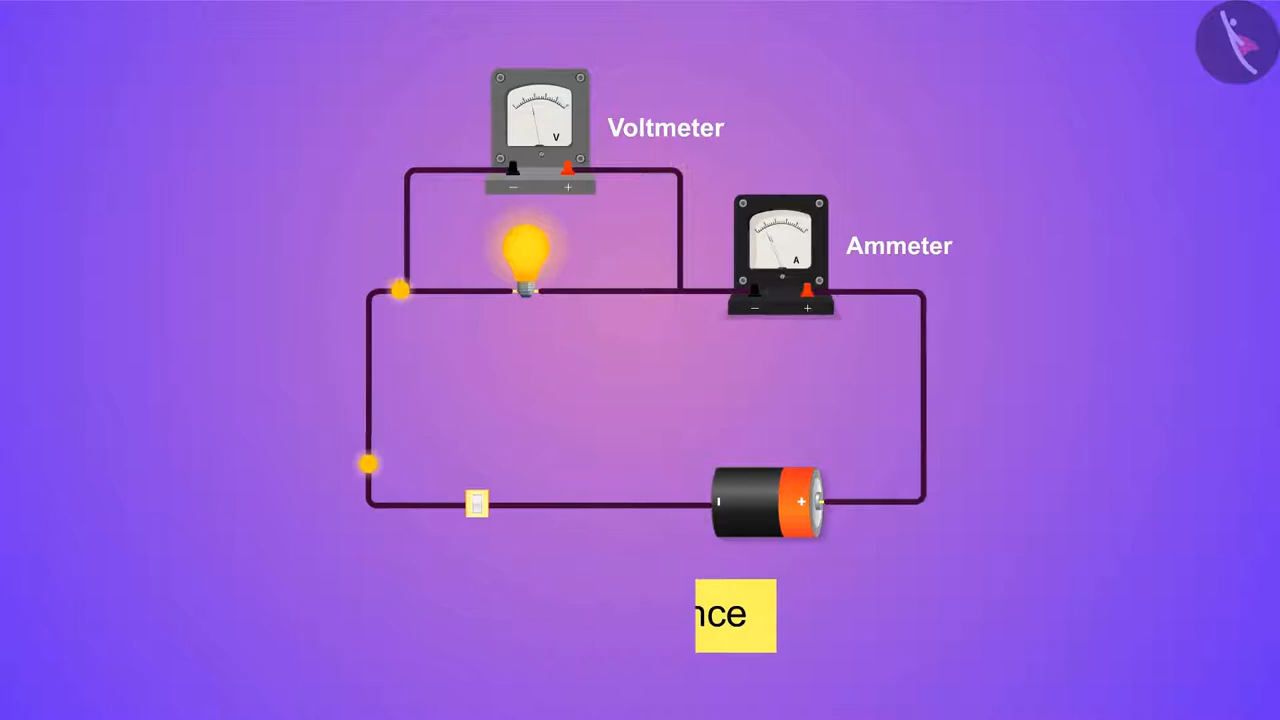 V
Voltmeter
− +
A
Ammeter
− +
− +
nce